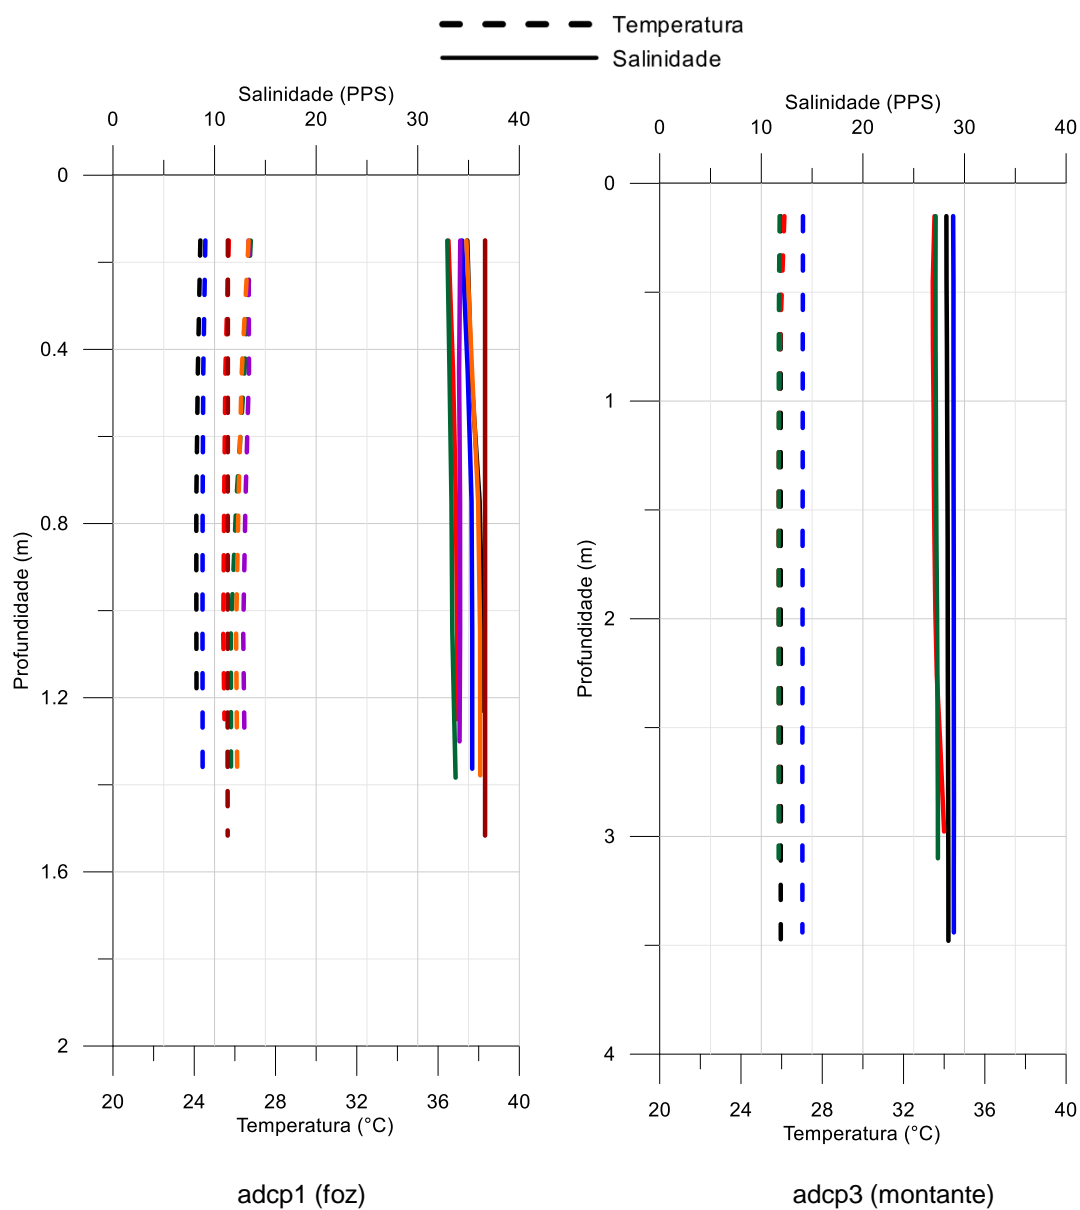 Temperatura
Salinidade
Salinidade (PPS)
0 10 20 30 40
0
0.4
0.8
1.2
1.6
2
Profundidade (m)
20 24 28 32 36 40
Temperatura (°C)
adcp1 (foz)
Salinidade (PPS)
0 10 20 30 40
0
1
2
3
4
Profundidade (m)
20 24 28 32 36 40
Temperatura (°C)
adcp3 (montante)